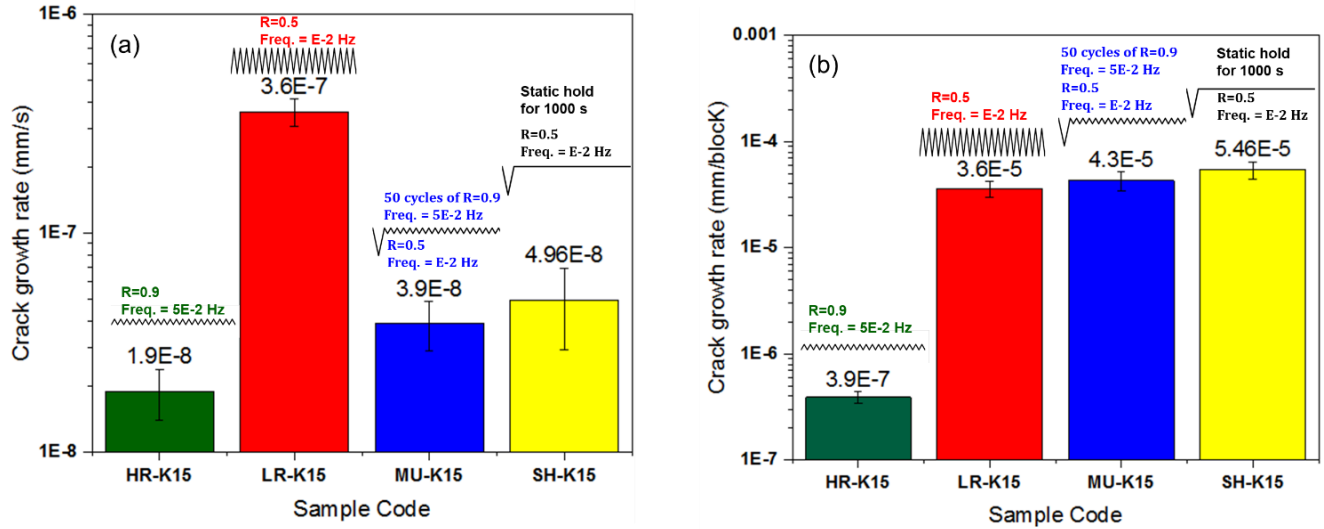 (a)
Crack growth rate (mm/s)
1E-6
1E-7
1E-8
R=0.5
Freq. = E-2 Hz
3.6E-7
Static hold
for 1000 s
R=0.5
Freq. = E-2 Hz
50 cycles of R=0.9
Freq. = 5E-2 Hz
R=0.5
Freq. = E-2 Hz
4.96E-8
3.9E-8
R=0.9
Freq. = 5E-2 Hz
1.9E-8
HR-K15 LR-K15 MU-K15 SH-K15
Sample Code
(b)
Crack growth rate (mm/blocK)
0.001
1E-4
1E-5
1E-6
1E-7
50 cycles of R=0.9
Freq. = 5E-2 Hz
R=0.5
Freq. = E-2 Hz
Static hold
for 1000 s
R=0.5
Freq. = E-2 Hz
R=0.5
Freq. = E-2 Hz
3.6E-5
4.3E-5
5.46E-5
R=0.9
Freq. = 5E-2 Hz
3.9E-7
HR-K15 LR-K15 MU-K15 SH-K15
Sample Code